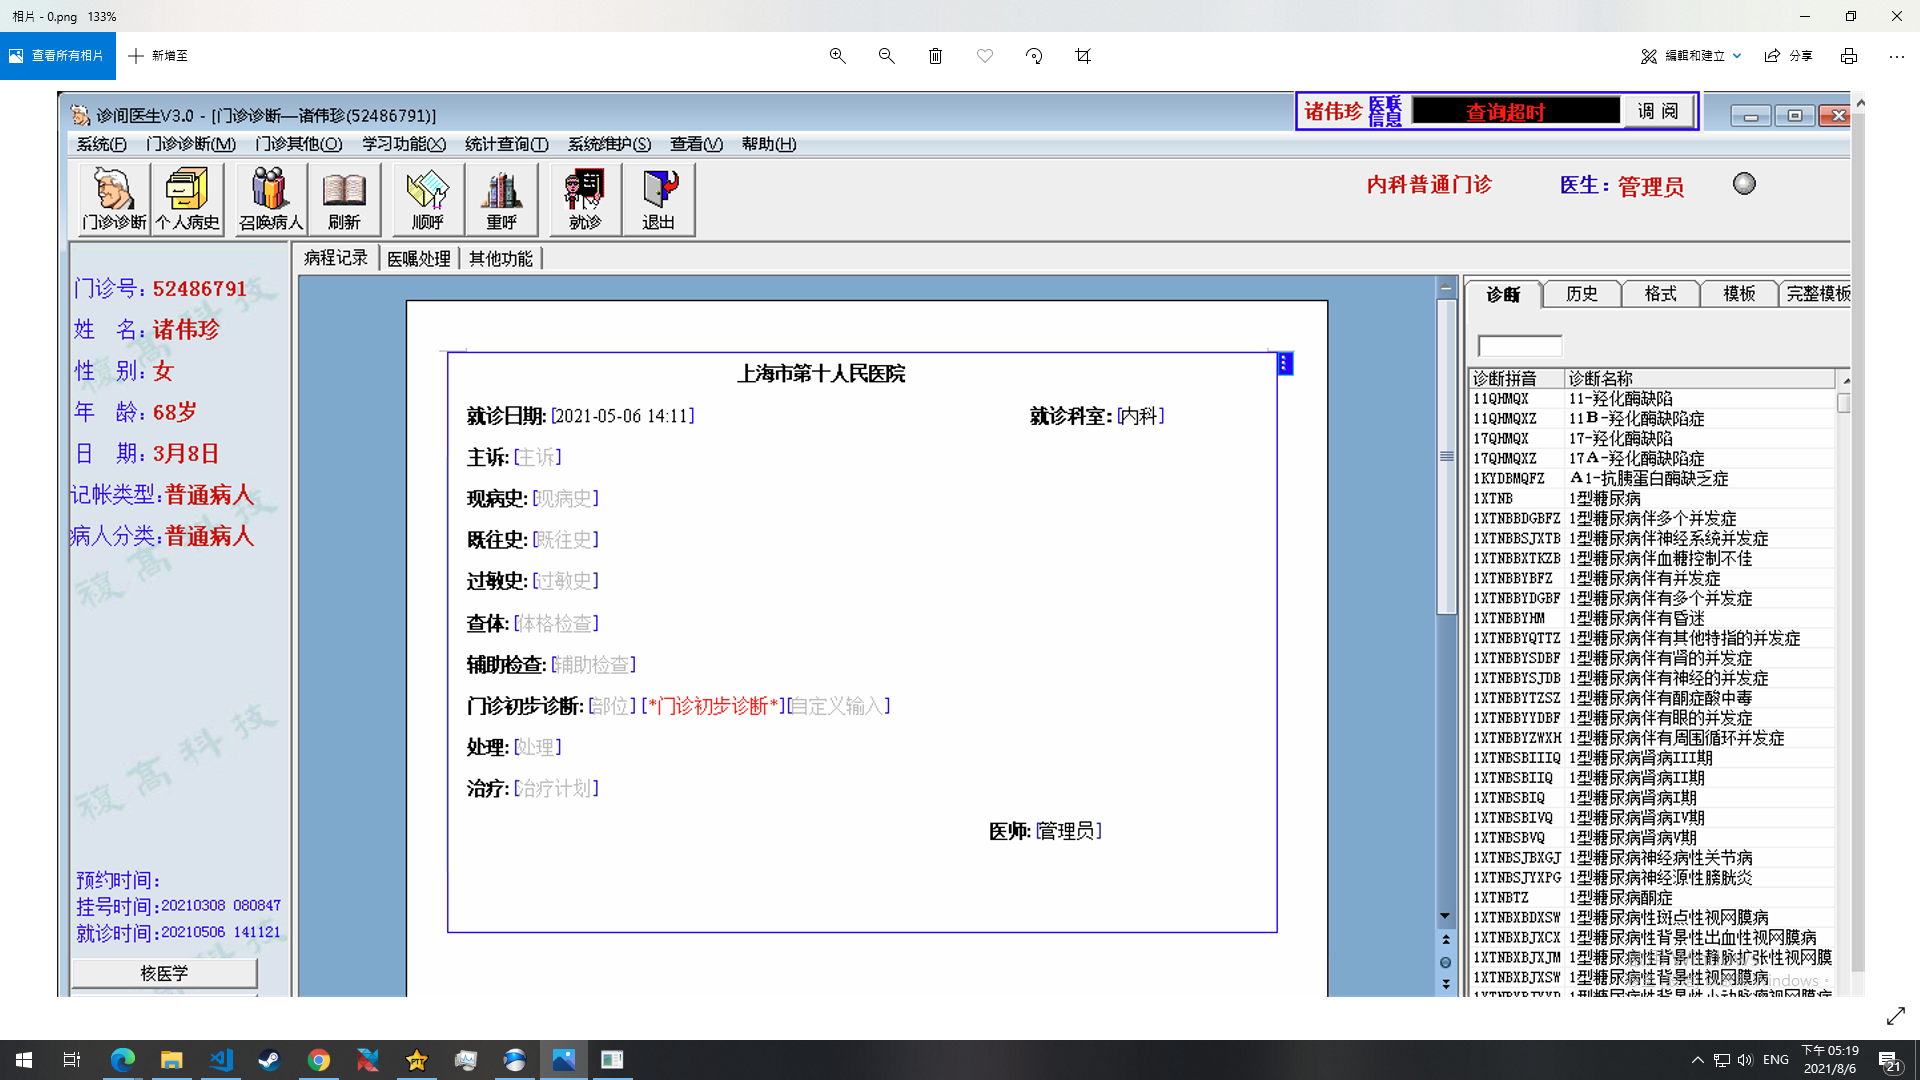 相片 - 0.png 133%
查看所有相片 新增至 編輯和建立 分享
诊间医生V3.0 - [门诊诊断—诸伟珍(52486791)] 诸伟珍 医联信息 查询超时 调 阅
系统(F) 门诊诊断(M) 门诊其他(O) 学习功能(X) 统计查询(T) 系统维护(S) 查看(V) 帮助(H)
门诊诊断 个人病史 召唤病人 刷新 顺呼 重呼 就诊 退出
内科普通门诊 医生：管理员
门诊号：52486791
姓 名：诸伟珍
性 别：女
年 龄：68岁
日 期：3月8日
记帐类型:普通病人
病人分类:普通病人
複高科技
预约时间：
挂号时间:20210308 080847
就诊时间:20210506 141121
核医学
病程记录 医嘱处理 其他功能
上海市第十人民医院
就诊日期: [2021-05-06 14:11] 就诊科室: [内科]
主诉: [主诉]
现病史: [现病史]
既往史: [既往史]
过敏史: [过敏史]
查体: [体格检查]
辅助检查: [辅助检查]
门诊初步诊断: [部位] [*门诊初步诊断*][自定义输入]
处理: [处理]
治疗: [治疗计划]
医师: [管理员]
诊断 历史 格式 模板 完整模板
诊断拼音 诊断名称
11QHMQX 11-羟化酶缺陷
11QHMQXZ 11B-羟化酶缺陷症
17QHMQX 17-羟化酶缺陷
17QHMQXZ 17A-羟化酶缺陷症
1KYDBMQFZ A1-抗胰蛋白酶缺乏症
1XTNB 1型糖尿病
1XTNBBDGBFZ 1型糖尿病伴多个并发症
1XTNBBSJXTB 1型糖尿病伴神经系统并发症
1XTNBBXTKZB 1型糖尿病伴血糖控制不佳
1XTNBBYBFZ 1型糖尿病伴有并发症
1XTNBBYDGBF 1型糖尿病伴有多个并发症
1XTNBBYHM 1型糖尿病伴有昏迷
1XTNBBYQTTZ 1型糖尿病伴有其他特指的并发症
1XTNBBYSDBF 1型糖尿病伴有肾的并发症
1XTNBBYSJDB 1型糖尿病伴有神经的并发症
1XTNBBYTZSZ 1型糖尿病伴有酮症酸中毒
1XTNBBYYDBF 1型糖尿病伴有眼的并发症
1XTNBBYZWXH 1型糖尿病伴有周围循环并发症
1XTNBSBIIIQ 1型糖尿病肾病III期
1XTNBSBIIQ 1型糖尿病肾病II期
1XTNBSBIQ 1型糖尿病肾病I期
1XTNBSBIVQ 1型糖尿病肾病IV期
1XTNBSBVQ 1型糖尿病肾病V期
1XTNBSJBXGJ 1型糖尿病神经病性关节病
1XTNBSJYXPG 1型糖尿病神经源性膀胱炎
1XTNBTZ 1型糖尿病酮症
1XTNBXBDXSW 1型糖尿病性斑点性视网膜病
1XTNBXBJXCX 1型糖尿病性背景性出血性视网膜病
1XTNBXBJXJM 1型糖尿病性背景性静脉扩张性视网膜
1XTNBXBJXSW 1型糖尿病性背景性视网膜病
ENG 下午 05:19
2021/8/6 21